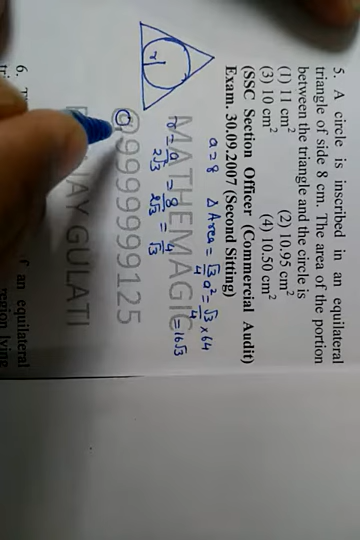 5. A circle is inscribed in an equilateral
triangle of side 8 cm. The area of the portion
between the triangle and the circle is
(1) 11 cm² (2) 10.95 cm²
(3) 10 cm² (4) 10.50 cm²
(SSC Section Officer (Commercial Audit)
Exam. 30.09.2007 (Second Sitting)
a = 8 Δ Area = √3/4 a² = √3/4 × 64
= 16√3
MATHEMAGIC
r = a/2√3 = 8/2√3 = 4/√3
r
@9999999125
AY GULATI
6.
f an equilateral
region lying